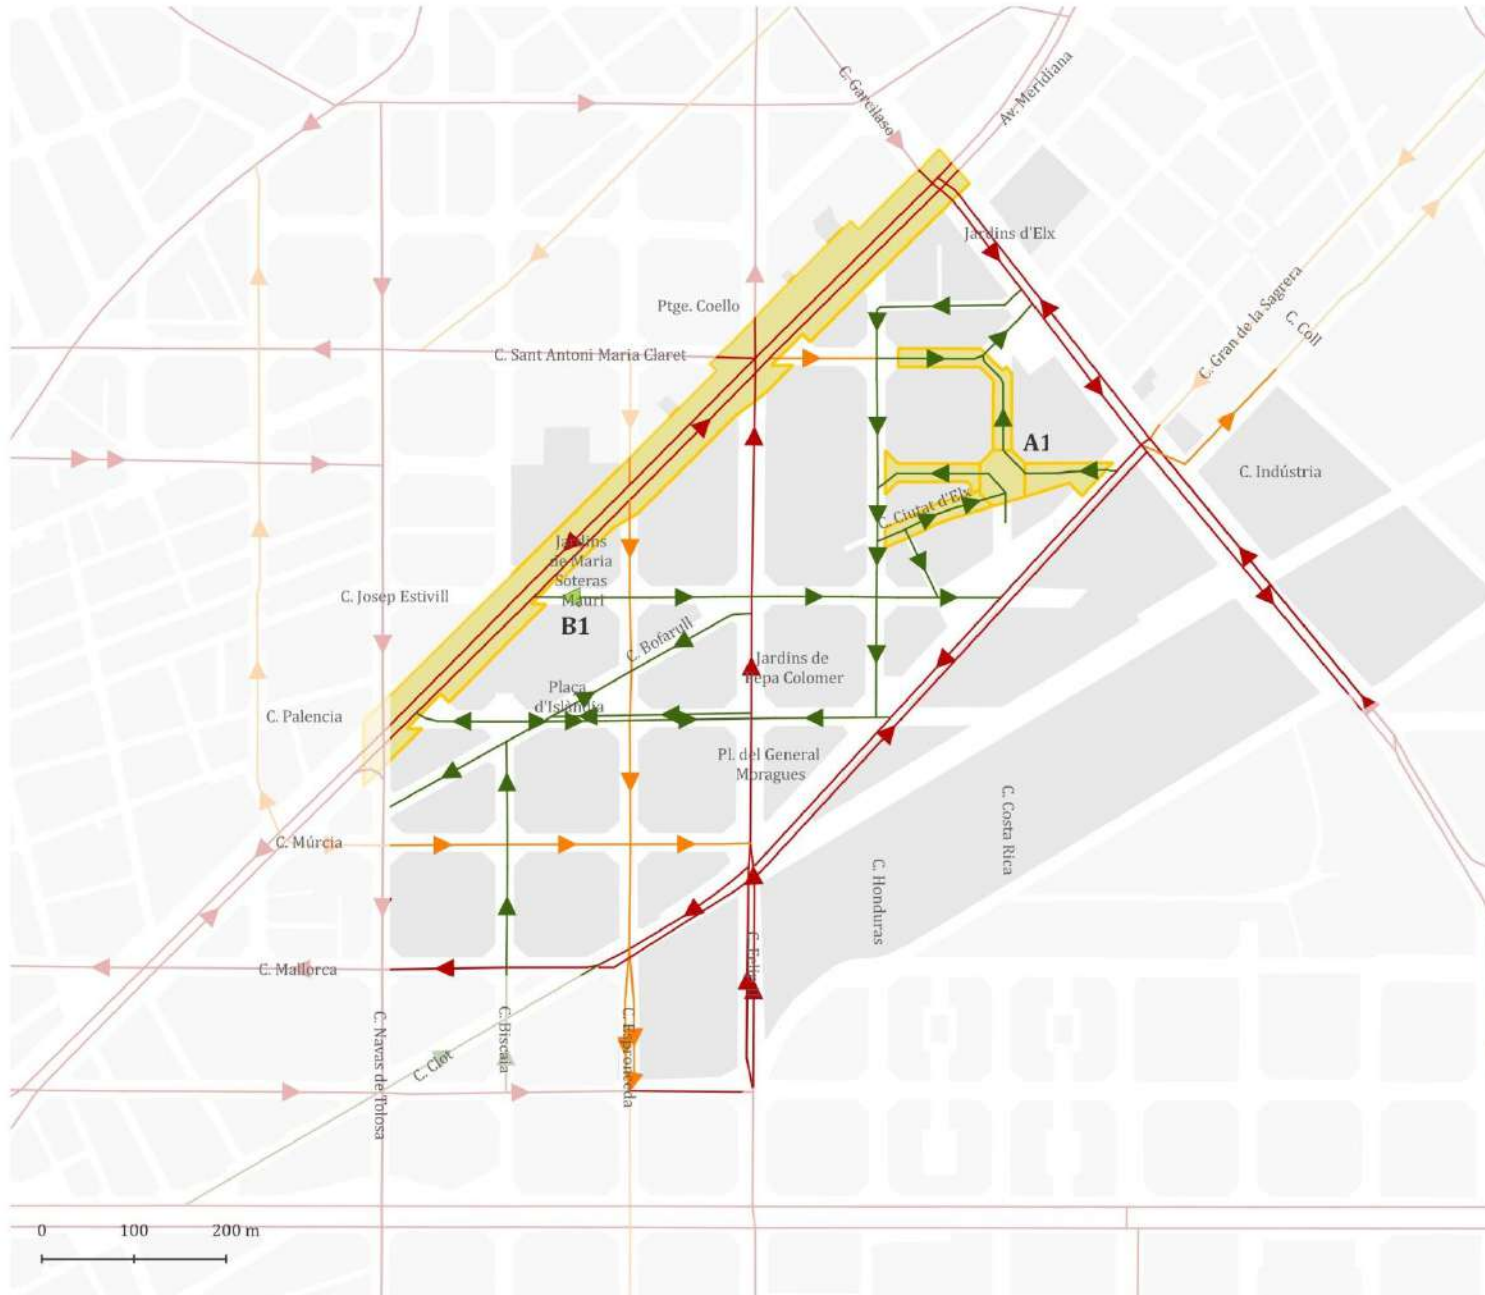 C. Garcilaso
Av. Meridiana
Jardins d'Elx
Ptge. Coello
C. Gran de la Sagrera
C. Coll
C. Sant Antoni Maria Claret
A1
C. Indústria
C. Ciutat d'Elx
Jardins
de Maria
Soteras
Mauri
C. Josep Estivill
B1
C. Bofarull
Jardins de
Pepa Colomer
Plaça
d'Islàndia
C. Palencia
Pl. del General
Moragues
C. Múrcia
C. Costa Rica
C. Honduras
C. Mallorca
C. Navas de Tolosa
C. Clot
C. Biscaia
C. Espronceda
0 100 200 m